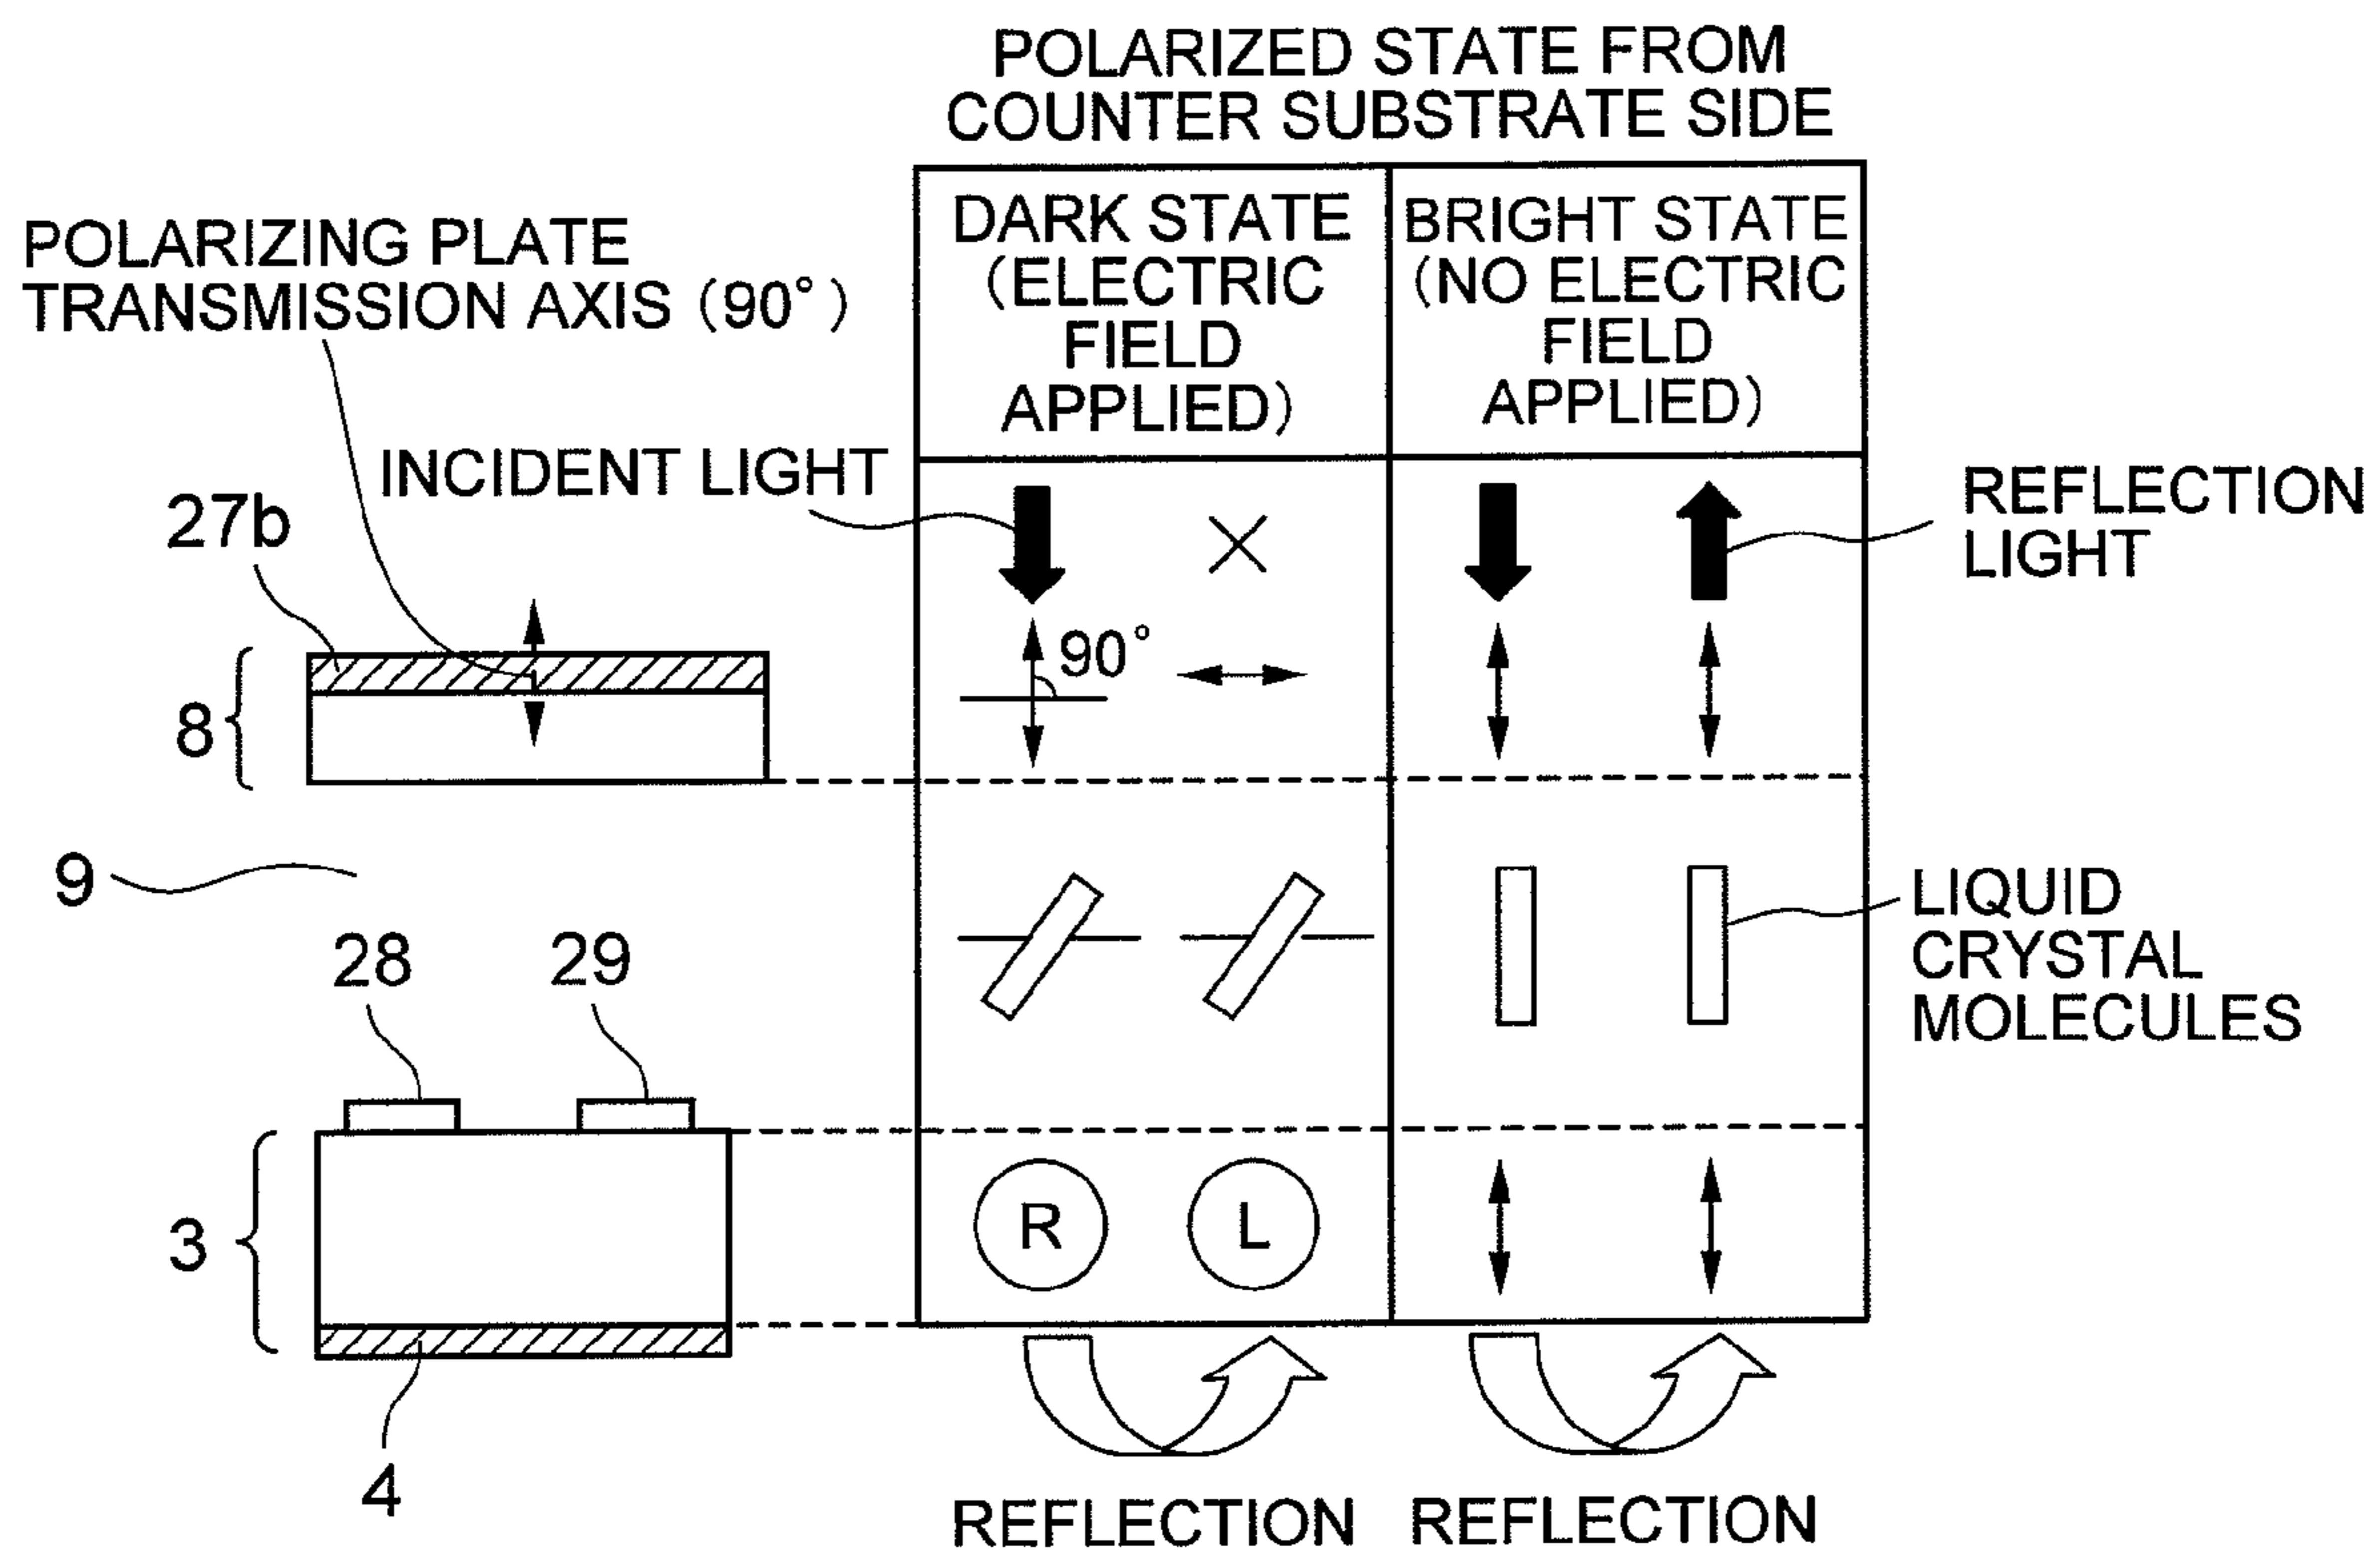 POLARIZED STATE FROM
COUNTER SUBSTRATE SIDE
DARK STATE
(ELECTRIC
FIELD
APPLIED)
BRIGHT STATE
(NO ELECTRIC
FIELD
APPLIED)
POLARIZING PLATE
TRANSMISSION AXIS (90°)
INCIDENT LIGHT
REFLECTION
LIGHT
27b
90°
8
9
LIQUID
CRYSTAL
MOLECULES
28
29
3
R
L
4
REFLECTION
REFLECTION